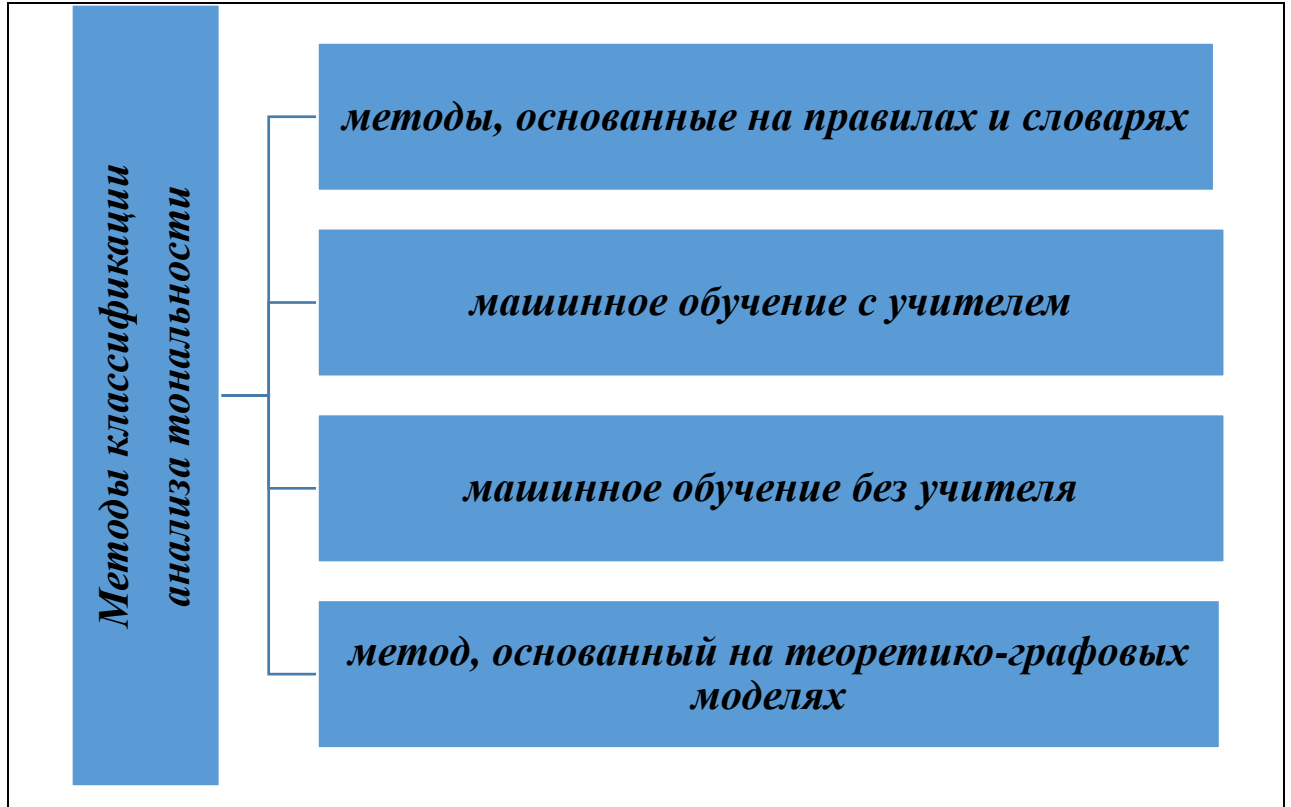 Методы классификации
анализа тональности
методы, основанные на правилах и словарях
машинное обучение с учителем
машинное обучение без учителя
метод, основанный на теоретико-графовых
моделях